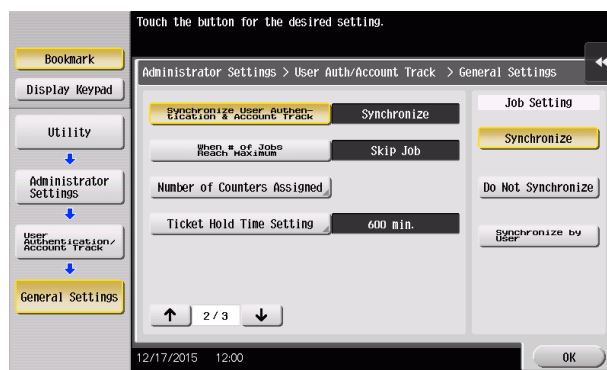 Touch the button for the desired setting.
Bookmark
Display Keypad
Utility
Administrator
Settings
User
Authentication/
Account Track
General Settings
Administrator Settings > User Auth/Account Track > General Settings
Synchronize User Authen-
tication & Account Track
Synchronize
When # of Jobs
Reach Maximum
Skip Job
Number of Counters Assigned
Ticket Hold Time Setting
600 min.
2/3
Job Setting
Synchronize
Do Not Synchronize
Synchronize by
User
12/17/2015 12:00
OK